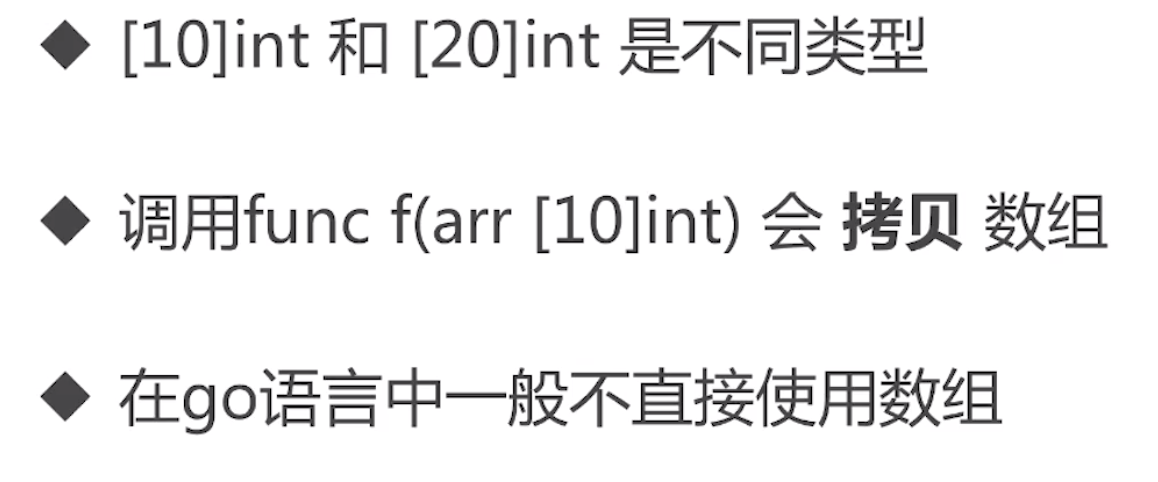 ◆ [10]int 和 [20]int 是不同类型
◆ 调用func f(arr [10]int) 会 拷贝 数组
◆ 在go语言中一般不直接使用数组